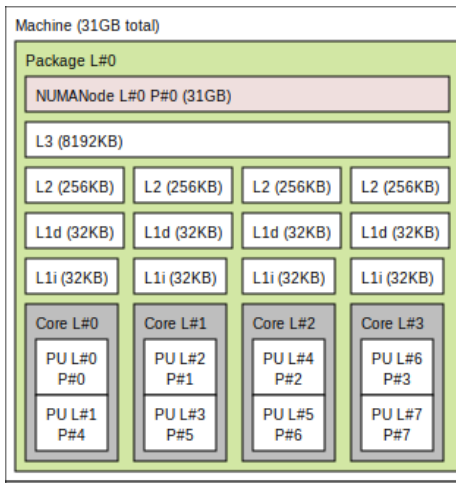 Machine (31GB total)
Package L#0
NUMANode L#0 P#0 (31GB)
L3 (8192KB)
L2 (256KB) L2 (256KB) L2 (256KB) L2 (256KB)
L1d (32KB) L1d (32KB) L1d (32KB) L1d (32KB)
L1i (32KB) L1i (32KB) L1i (32KB) L1i (32KB)
Core L#0 Core L#1 Core L#2 Core L#3
PU L#0 PU L#2 PU L#4 PU L#6
P#0 P#1 P#2 P#3
PU L#1 PU L#3 PU L#5 PU L#7
P#4 P#5 P#6 P#7